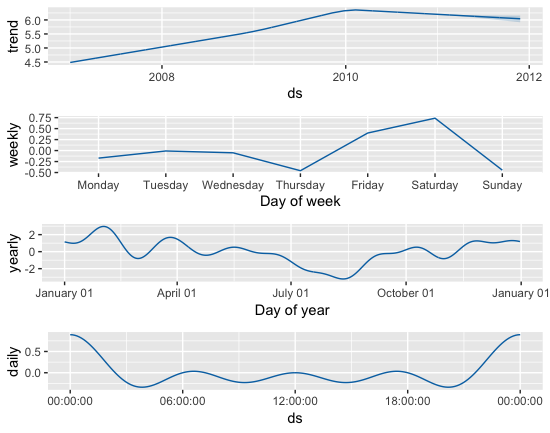 trend
6.0
5.5
5.0
4.5
2008 2010 2012
ds
weekly
0.75
0.50
0.25
0.00
-0.25
-0.50
Monday Tuesday Wednesday Thursday Friday Saturday Sunday
Day of week
yearly
2
0
-2
January 01 April 01 July 01 October 01 January 01
Day of year
daily
0.5
0.0
00:00:00 06:00:00 12:00:00 18:00:00 00:00:00
ds